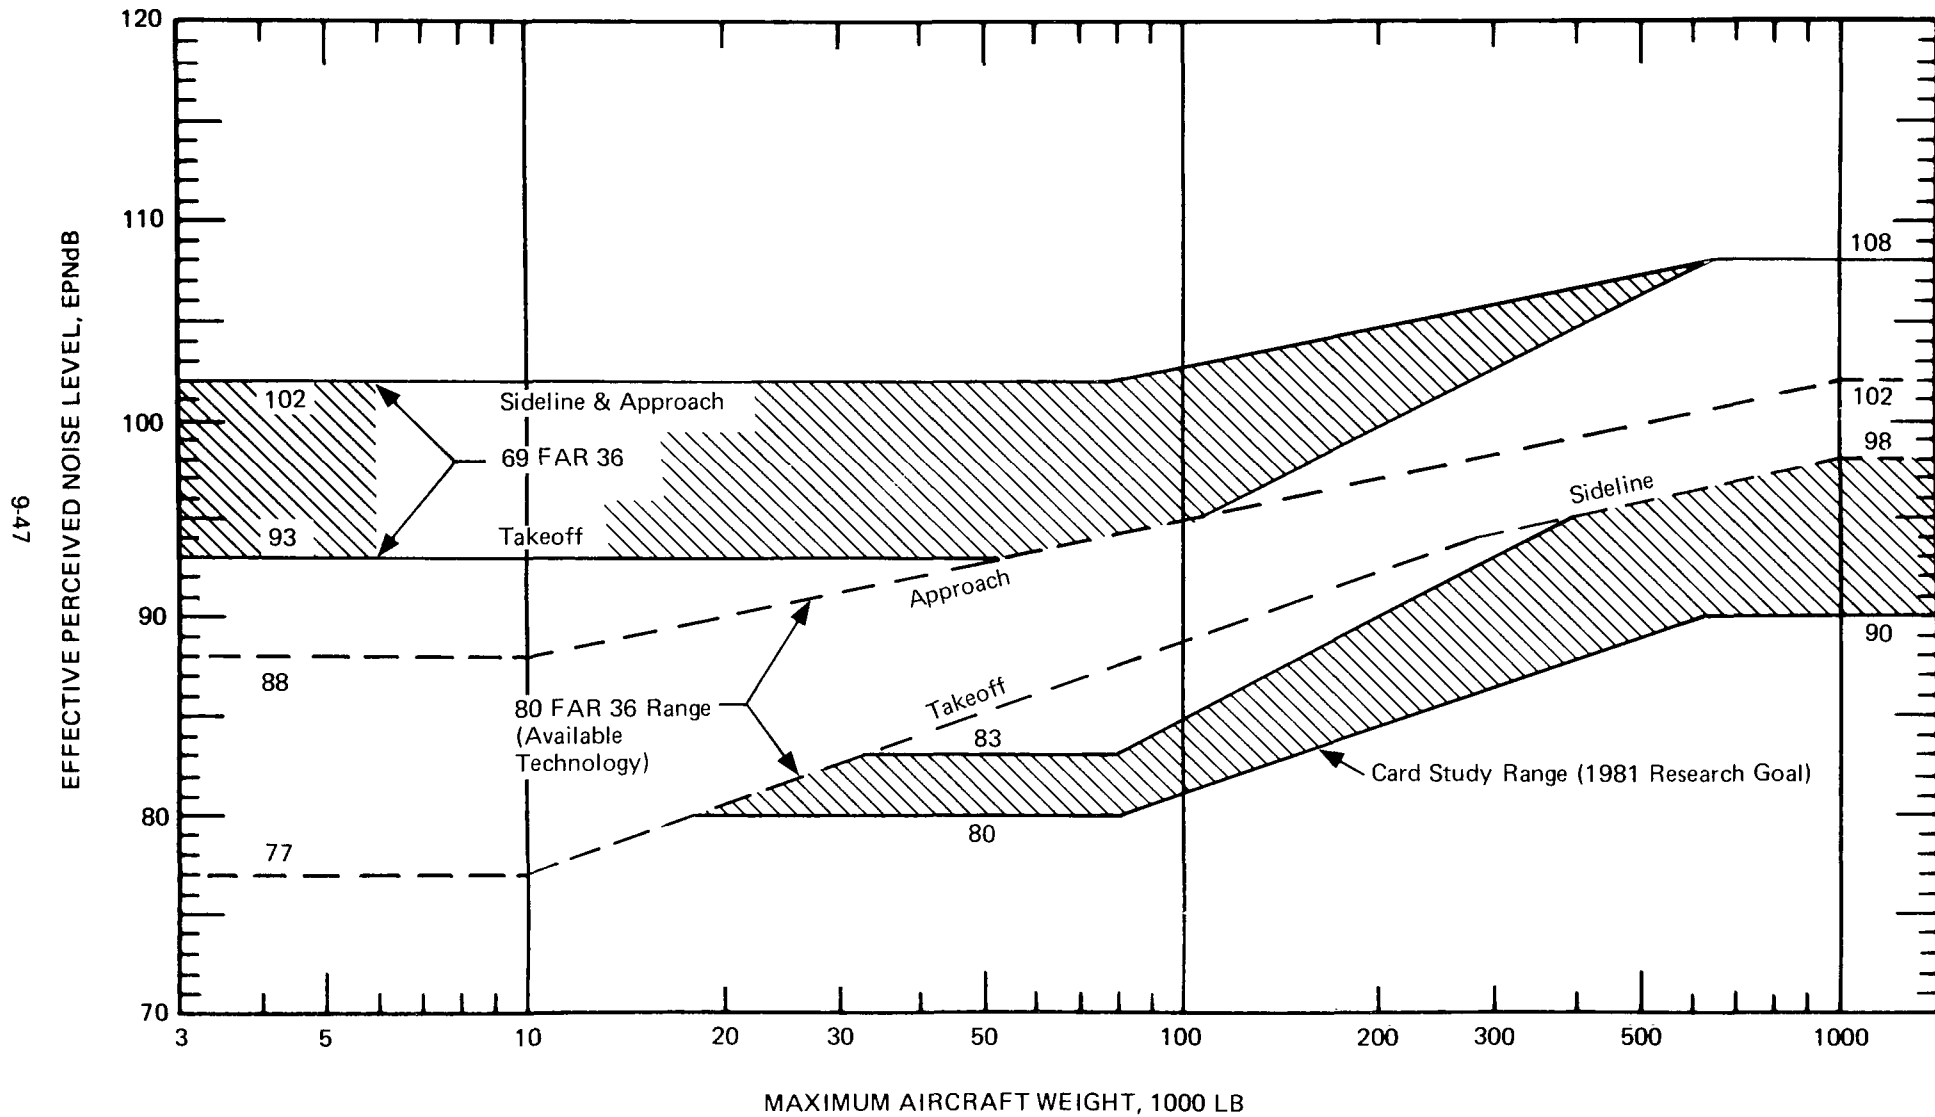 120
110
100
90
80
70
EFFECTIVE PERCEIVED NOISE LEVEL, EPNdB
9-47
108
102
Sideline & Approach
69 FAR 36
93
Takeoff
102
98
Sideline
Approach
90
88
80 FAR 36 Range
(Available
Technology)
Takeoff
83
Card Study Range (1981 Research Goal)
80
77
3
5
10
20
30
50
100
200
300
500
1000
MAXIMUM AIRCRAFT WEIGHT, 1000 LB